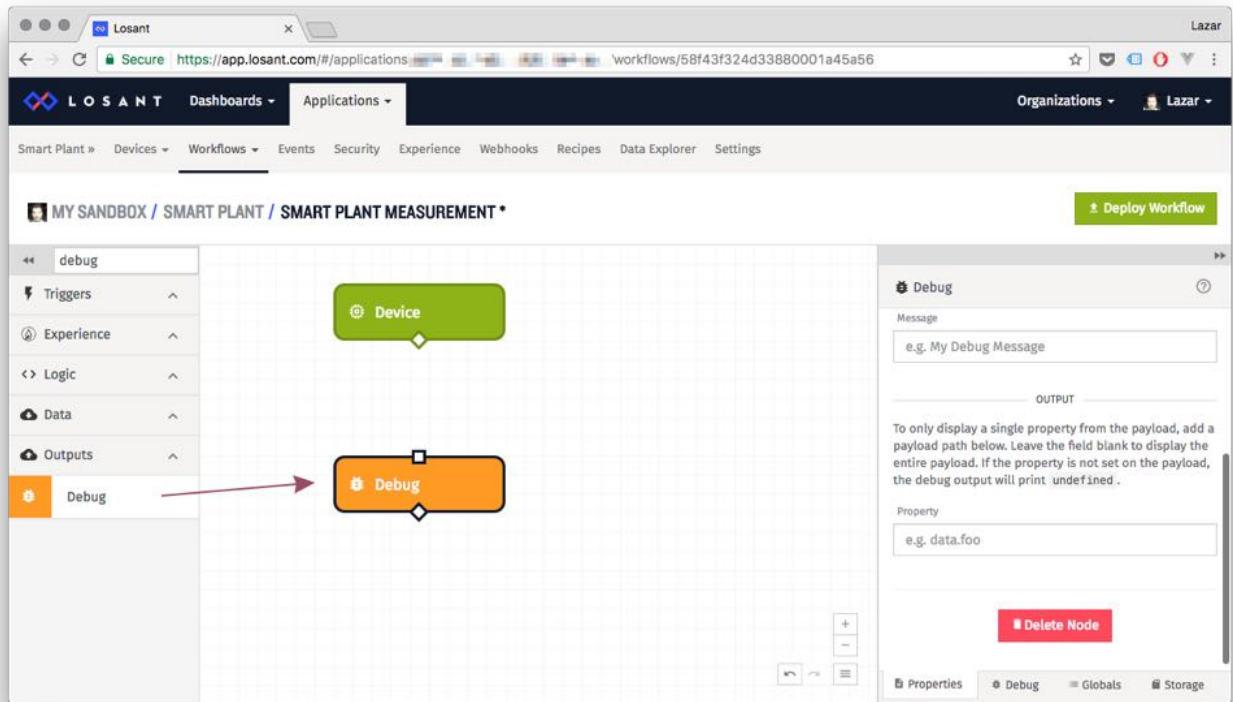 Losant
Lazar
Secure https://app.losant.com/#/applications 'workflows/58f43f324d33880001a45a56
LOSANT Dashboards Applications Organizations Lazar
Smart Plant » Devices Workflows Events Security Experience Webhooks Recipes Data Explorer Settings
MY SANDBOX / SMART PLANT / SMART PLANT MEASUREMENT *
Deploy Workflow
debug
Triggers
Experience
<> Logic
Data
Outputs
Debug
Device
Debug
Debug
Message
e.g. My Debug Message
OUTPUT
To only display a single property from the payload, add a
payload path below. Leave the field blank to display the
entire payload. If the property is not set on the payload,
the debug output will print undefined.
Property
e.g. data.foo
Delete Node
Properties Debug Globals Storage